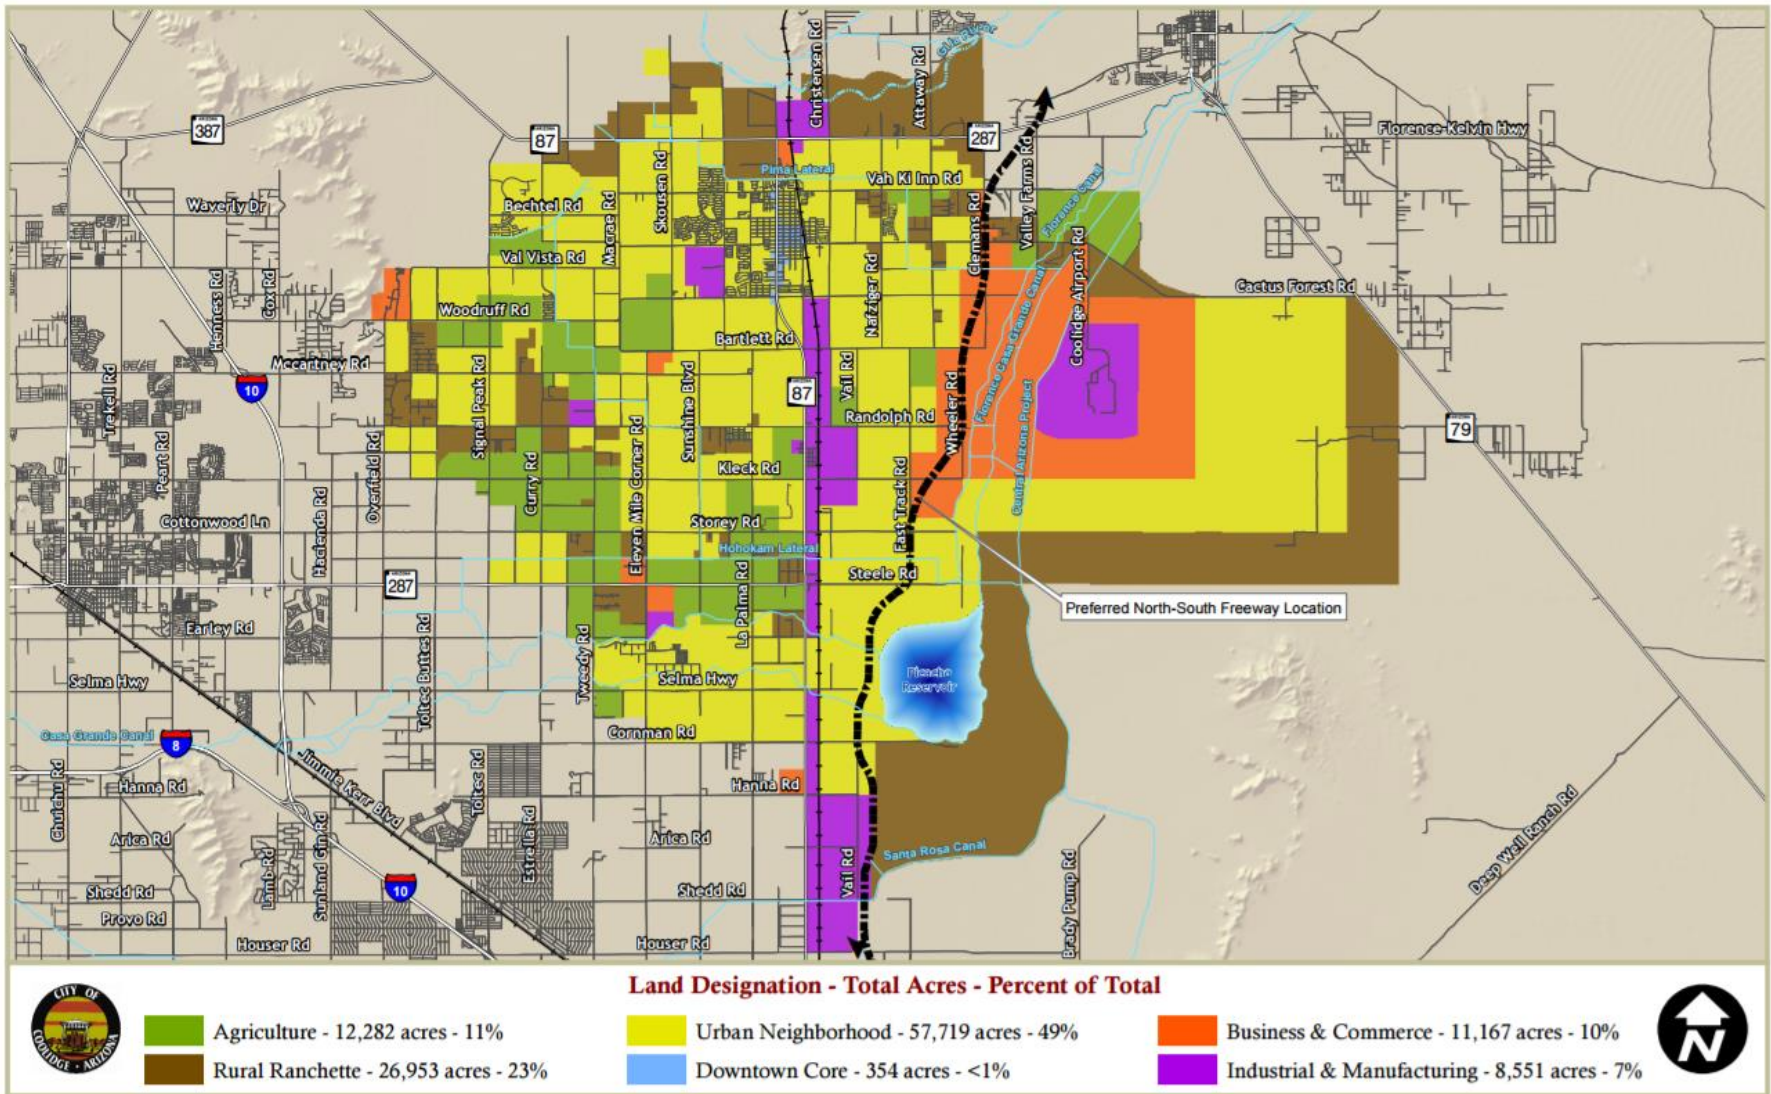 Christensen Rd
Attaway Rd
Gila River
387
87
287
Florence-Kelvin Hwy
Skousen Rd
Pima Lateral
Vah Ki Inn Rd
Valley Farms Rd
Florence Canal
Waverly Dr
Bechtel Rd
Macrae Rd
Clemans Rd
Val Vista Rd
Coolidge Airport Rd
Henness Rd
Cox Rd
Nafziger Rd
Cactus Forest Rd
Woodruff Rd
Bartlett Rd
Florence Casa Grande Canal
Mccartney Rd
10
Trekell Rd
Signal Peak Rd
Sunshine Blvd
87
Vail Rd
Wheeler Rd
Randolph Rd
Central Arizona Project
79
Peart Rd
Overfield Rd
Curry Rd
Eleven Mile Corner Rd
Kleck Rd
Fast Track Rd
Cottonwood Ln
Hacienda Rd
Storey Rd
Hohokam Lateral
287
La Palma Rd
Steele Rd
Preferred North-South Freeway Location
Earley Rd
Toltec Buttes Rd
Tweedy Rd
Selma Hwy
Selma Hwy
Picacho
Reservoir
Casa Grande Canal
8
Cornman Rd
Jimmie Kerr Blvd
Chuichu Rd
Hanna Rd
Toltec Rd
Hanna Rd
Arica Rd
Estrella Rd
Arica Rd
Santa Rosa Canal
Deep Well Ranch Rd
Shedd Rd
Lamb Rd
Sunland Gin Rd
10
Shedd Rd
Vail Rd
Brady Pump Rd
Provo Rd
Houser Rd
Houser Rd
Land Designation - Total Acres - Percent of Total
CITY OF
COOLIDGE • ARIZONA
Agriculture - 12,282 acres - 11%
Urban Neighborhood - 57,719 acres - 49%
Business & Commerce - 11,167 acres - 10%
Rural Ranchette - 26,953 acres - 23%
Downtown Core - 354 acres - <1%
Industrial & Manufacturing - 8,551 acres - 7%
N